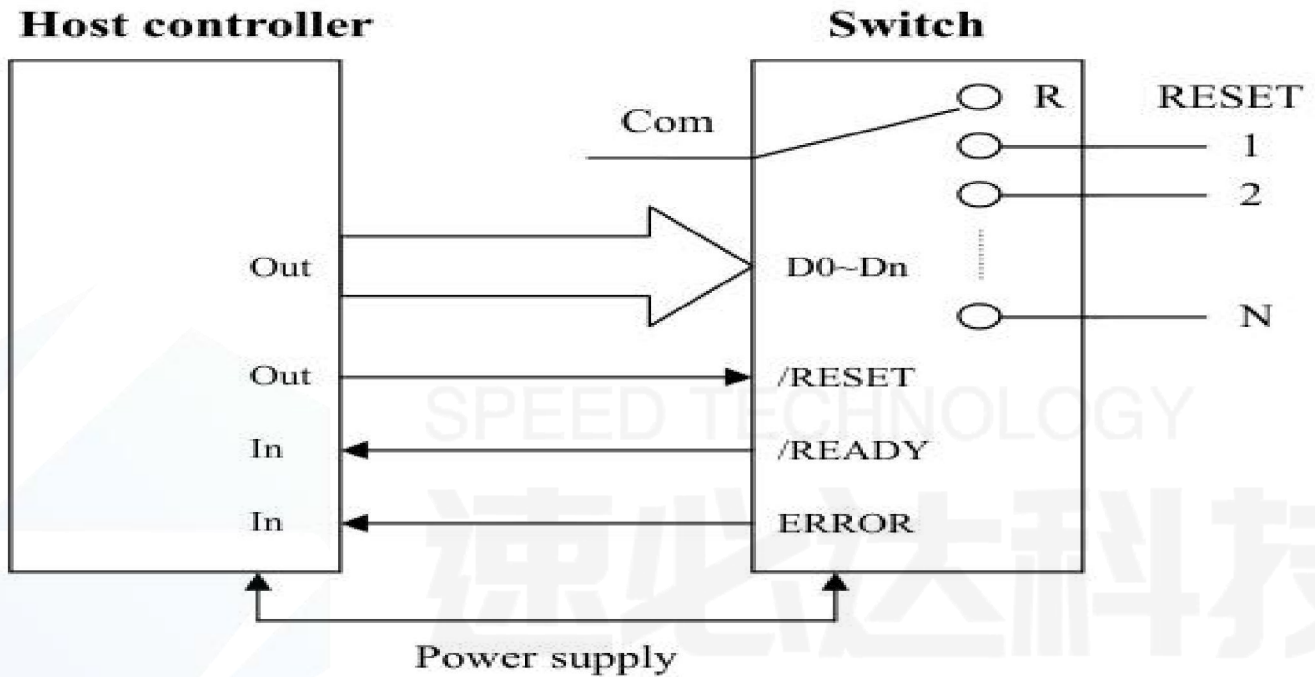 Host controller
Switch
Com
R
RESET
1
2
Out
D0~Dn
N
Out
/RESET
In
/READY
In
ERROR
Power supply
SPEED TECHNOLOGY
速必达科技